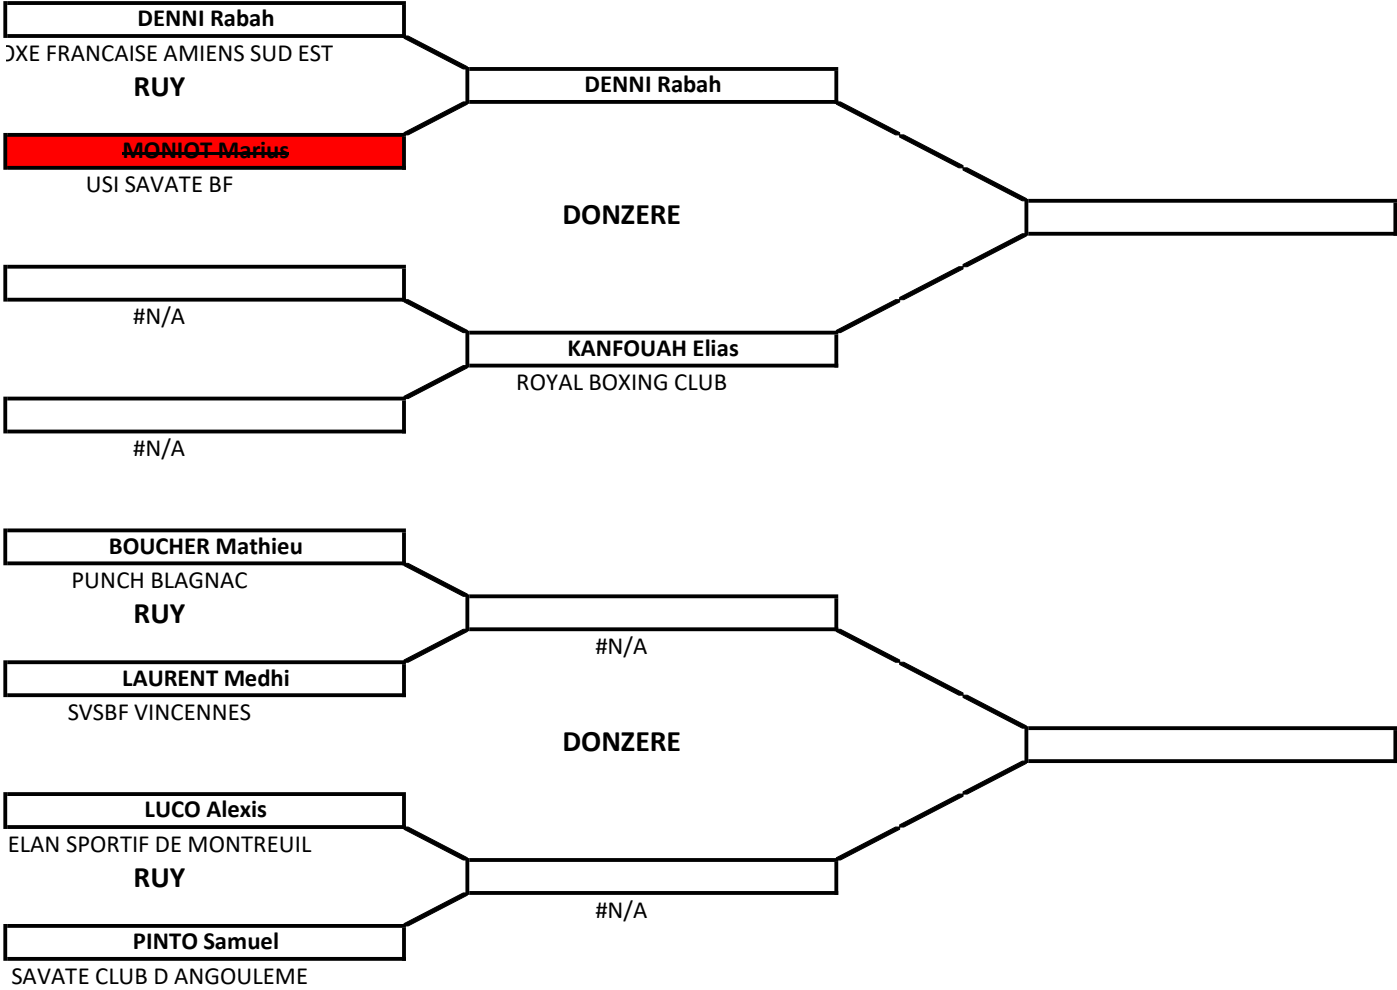 DENNI Rabah
OXE FRANCAISE AMIENS SUD EST
RUY
DENNI Rabah
MONIOT Marius
USI SAVATE BF
DONZERE
#N/A
KANFOUAH Elias
ROYAL BOXING CLUB
#N/A
BOUCHER Mathieu
PUNCH BLAGNAC
RUY
#N/A
LAURENT Medhi
SVSBF VINCENNES
DONZERE
LUCO Alexis
ELAN SPORTIF DE MONTREUIL
RUY
#N/A
PINTO Samuel
SAVATE CLUB D ANGOULEME